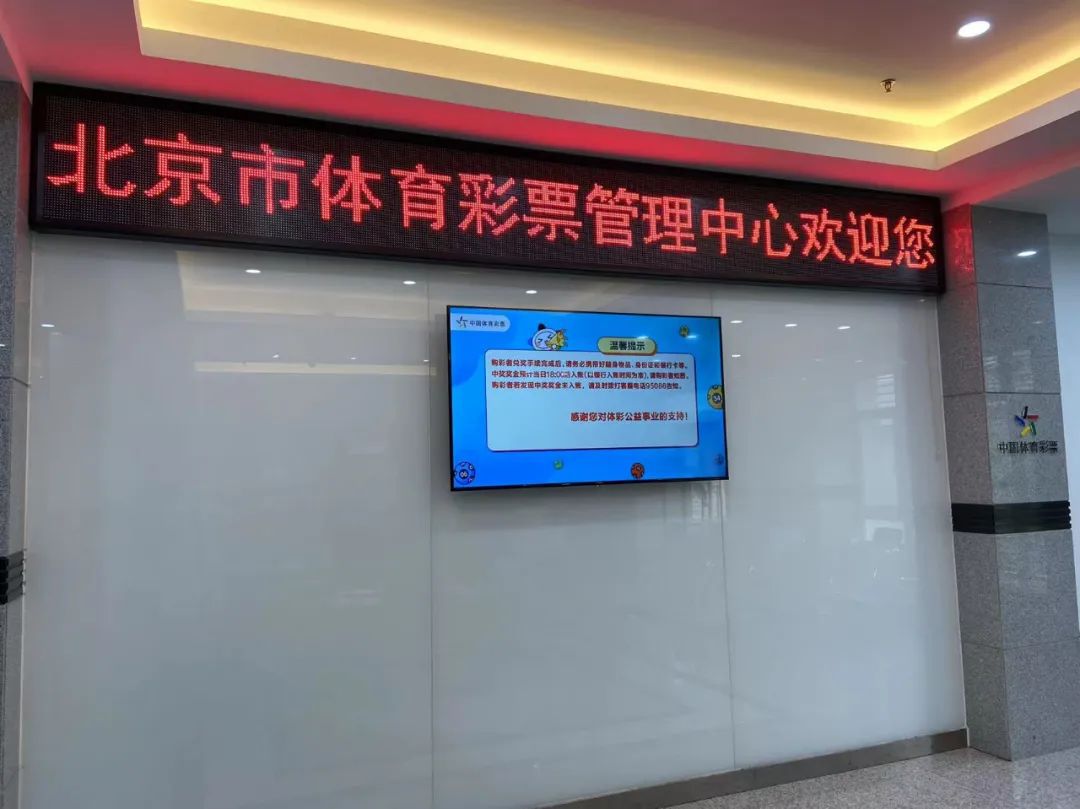 北京市体育彩票管理中心欢迎您
中国体育彩票
温馨提示
购彩者兑奖手续完成后，请务必携带好随身物品、身份证和银行卡等。
中奖奖金预计当日18:00后入账(以银行入账时间为准)，请购彩者知悉。
购彩者若发现中奖奖金未入账，请及时拨打客服电话95086告知。
感谢您对体彩公益事业的支持！
中国体育彩票